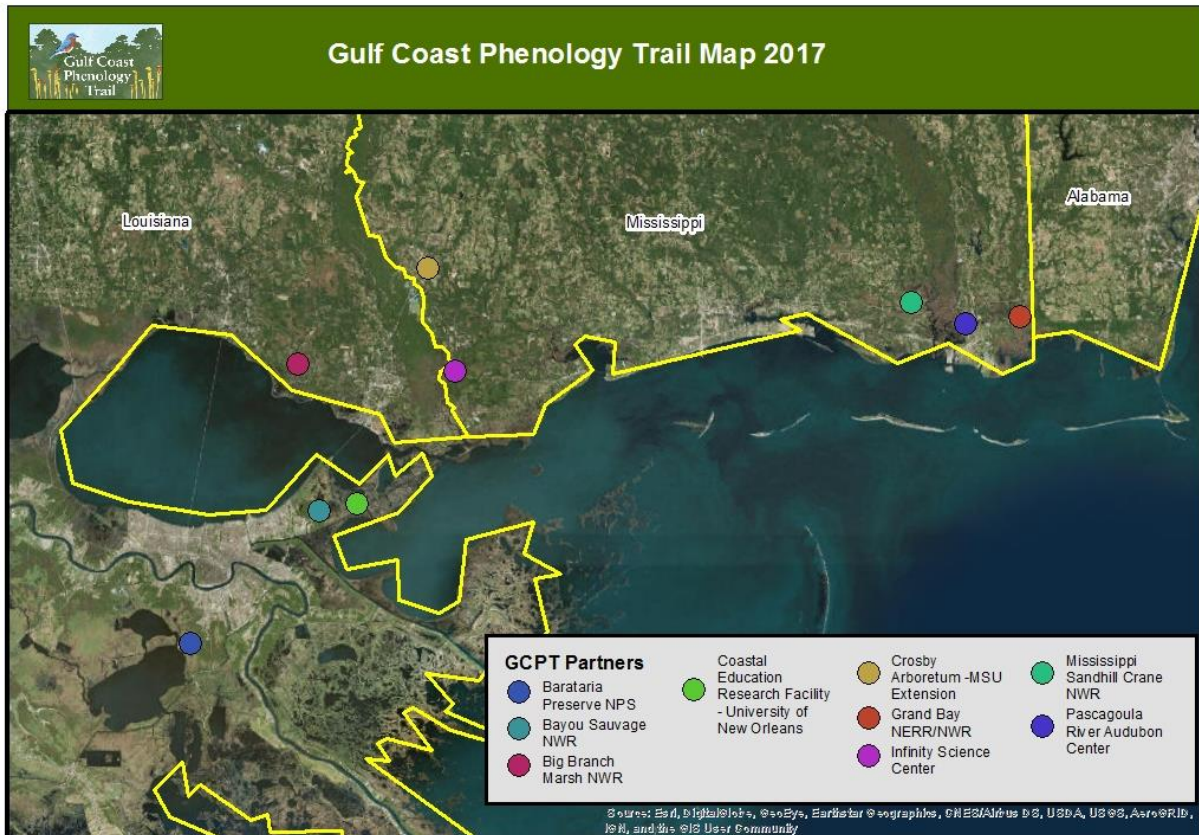 Gulf Coast
Phenology
Trail
Gulf Coast Phenology Trail Map 2017
Louisiana
Mississippi
Alabama
GCPT Partners
Barataria
Preserve NPS
Bayou Sauvage
NWR
Big Branch
Marsh NWR
Coastal
Education
Research Facility
- University of
New Orleans
Crosby
Arboretum -MSU
Extension
Grand Bay
NERR/NWR
Infinity Science
Center
Mississippi
Sandhill Crane
NWR
Pascagoula
River Audubon
Center
Source: Esri, DigitalGlobe, GeoEye, Earthstar Geographics, CNES/Airbus DS, USDA, USGS, AeroGRID,
IGN, and the GIS User Community